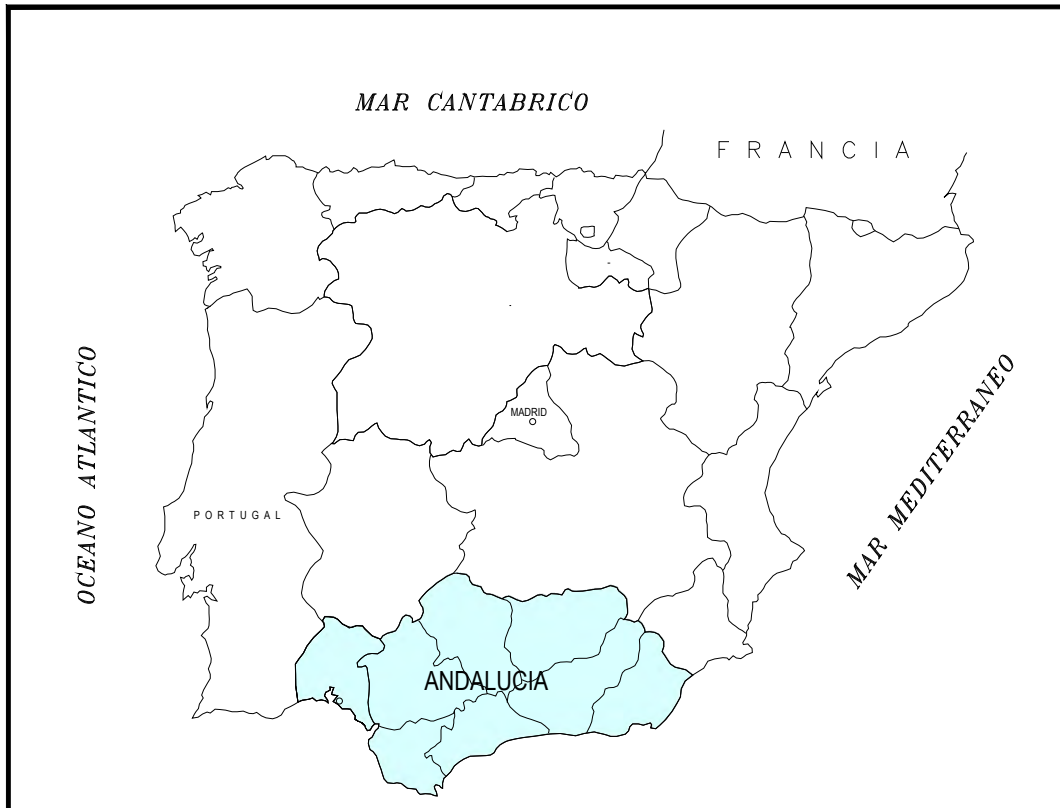 MAR CANTABRICO
FRANCIA
OCEANO ATLANTICO
MADRID
MAR MEDITERRANEO
PORTUGAL
ANDALUCIA